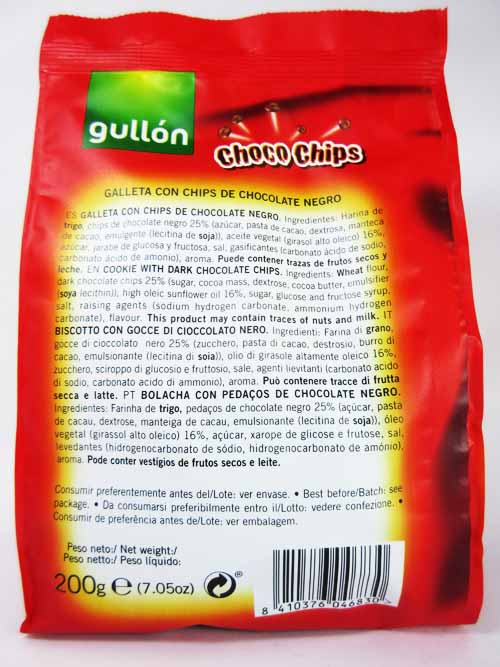 gullón
Choco Chips
GALLETA CON CHIPS DE CHOCOLATE NEGRO
ES GALLETA CON CHIPS DE CHOCOLATE NEGRO. Ingredientes: Harina de
trigo, chips de chocolate negro 25% (azúcar, pasta de cacao, dextrosa, manteca
de cacao, emulgente (lecitina de soja)), aceite vegetal (girasol alto oleico) 16%,
azúcar, jarabe de glucosa y fructosa, sal, gasificantes (carbonato ácido de sodio,
carbonato ácido de amonio), aroma. Puede contener trazas de frutos secos y
leche. EN COOKIE WITH DARK CHOCOLATE CHIPS. Ingredients: Wheat flour,
dark chocolate chips 25% (sugar, cocoa mass, dextrose, cocoa butter, emulsifier
(soya lecithin)), high oleic sunflower oil 16%, sugar, glucose and fructose syrup,
salt, raising agents (sodium hydrogen carbonate, ammonium hydrogen
carbonate), flavour. This product may contain traces of nuts and milk. IT
BISCOTTO CON GOCCE DI CIOCCOLATO NERO. Ingredienti: Farina di grano,
gocce di cioccolato nero 25% (zucchero, pasta di cacao, destrosio, burro di
cacao, emulsionante (lecitina di soia)), olio di girasole altamente oleico 16%,
zucchero, sciroppo di glucosio e fruttosio, sale, agenti lievitanti (carbonato acido
di sodio, carbonato acido di ammonio), aroma. Può contenere tracce di frutta
secca e latte. PT BOLACHA CON PEDAÇOS DE CHOCOLATE NEGRO.
Ingredientes: Farinha de trigo, pedaços de chocolate negro 25% (açúcar, pasta
de cacau, dextrose, manteiga de cacau, emulsionante (lecitina de soja)), óleo
vegetal (girassol alto oleico) 16%, açúcar, xarope de glicose e frutose, sal,
levedantes (hidrogenocarbonato de sódio, hidrogenocarbonato de amónio),
aroma. Pode conter vestígios de frutos secos e leite.
Consumir preferentemente antes del/Lote: ver envase. • Best before/Batch: see
package. • Da consumarsi preferibilmente entro il/Lotto: vedere confezione. •
Consumir de preferência antes de/Lote: ver embalagem.
Peso neto:/ Net weight:/
Peso netto:/ Peso líquido:
200g ℮ (7.05oz)
8 410376 046830